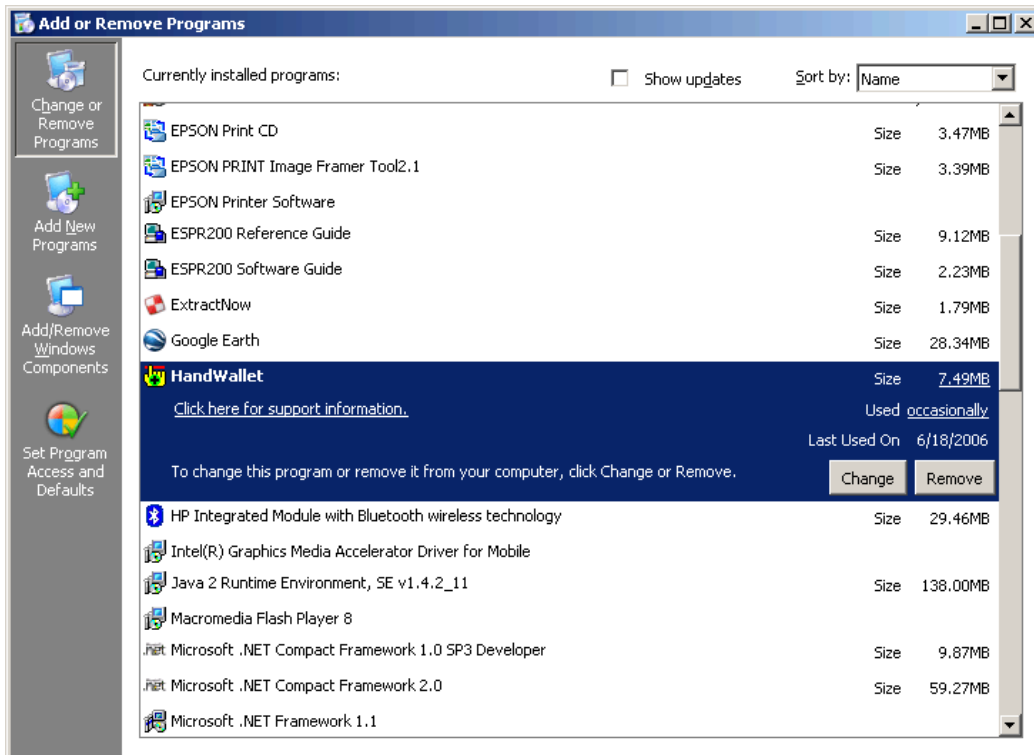 Add or Remove Programs
Change or
Remove
Programs
Add New
Programs
Add/Remove
Windows
Components
Set Program
Access and
Defaults
Currently installed programs:
Show updates
Sort by: Name
EPSON Print CD Size 3.47MB
EPSON PRINT Image Framer Tool2.1 Size 3.39MB
EPSON Printer Software
ESPR200 Reference Guide Size 9.12MB
ESPR200 Software Guide Size 2.23MB
ExtractNow Size 1.79MB
Google Earth Size 28.34MB
HandWallet Size 7.49MB
Click here for support information. Used occasionally
Last Used On 6/18/2006
To change this program or remove it from your computer, click Change or Remove. Change Remove
HP Integrated Module with Bluetooth wireless technology Size 29.46MB
Intel(R) Graphics Media Accelerator Driver for Mobile
Java 2 Runtime Environment, SE v1.4.2_11 Size 138.00MB
Macromedia Flash Player 8
.net Microsoft .NET Compact Framework 1.0 SP3 Developer Size 9.87MB
.net Microsoft .NET Compact Framework 2.0 Size 59.27MB
Microsoft .NET Framework 1.1